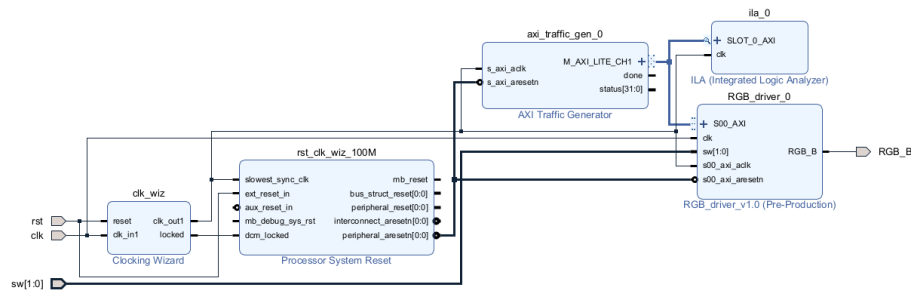 ila_0
SLOT_0_AXI
clk
ILA (Integrated Logic Analyzer)
axi_traffic_gen_0
s_axi_aclk
s_axi_aresetn
M_AXI_LITE_CH1
done
status[31:0]
AXI Traffic Generator
RGB_driver_0
S00_AXI
clk
sw[1:0]
s00_axi_aclk
s00_axi_aresetn
RGB_B
RGB_driver_v1.0 (Pre-Production)
RGB_B
rst_clk_wiz_100M
slowest_sync_clk
ext_reset_in
aux_reset_in
mb_debug_sys_rst
dcm_locked
mb_reset
bus_struct_reset[0:0]
peripheral_reset[0:0]
interconnect_aresetn[0:0]
peripheral_aresetn[0:0]
Processor System Reset
clk_wiz
reset
clk_in1
clk_out1
locked
Clocking Wizard
rst
clk
sw[1:0]